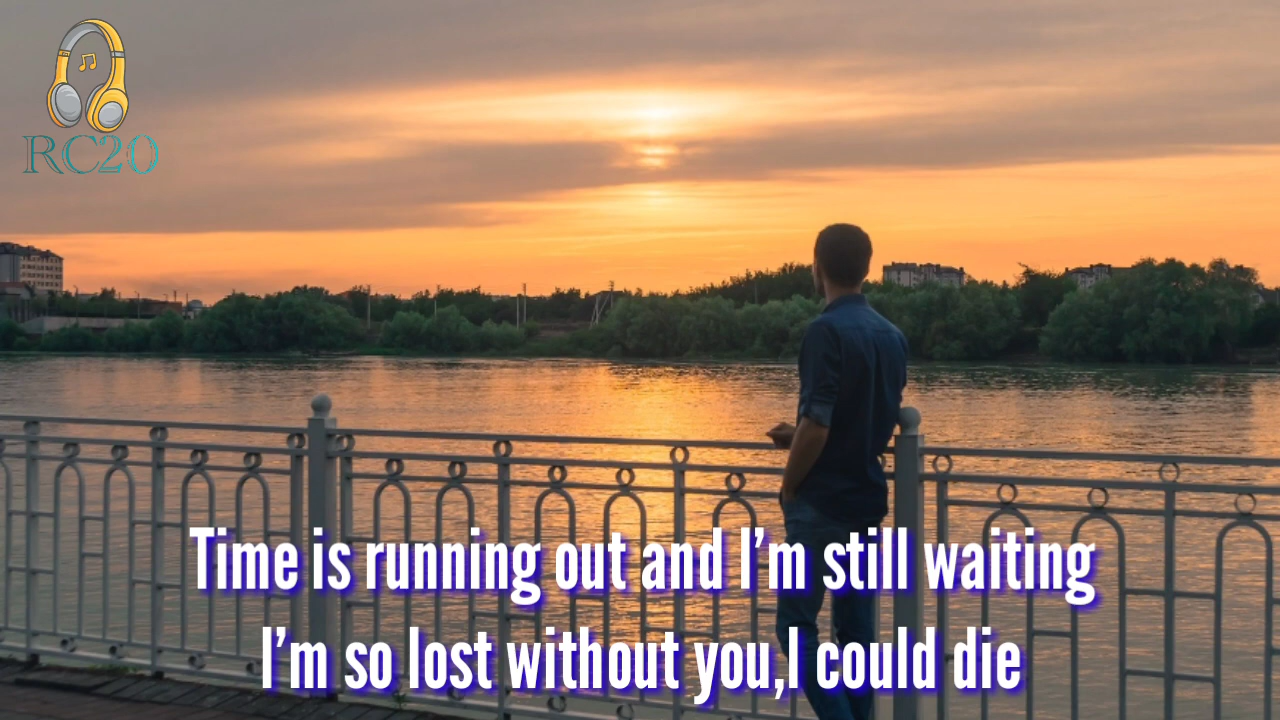 RC20
Time is running out and I’m still waiting
I’m so lost without you,I could die